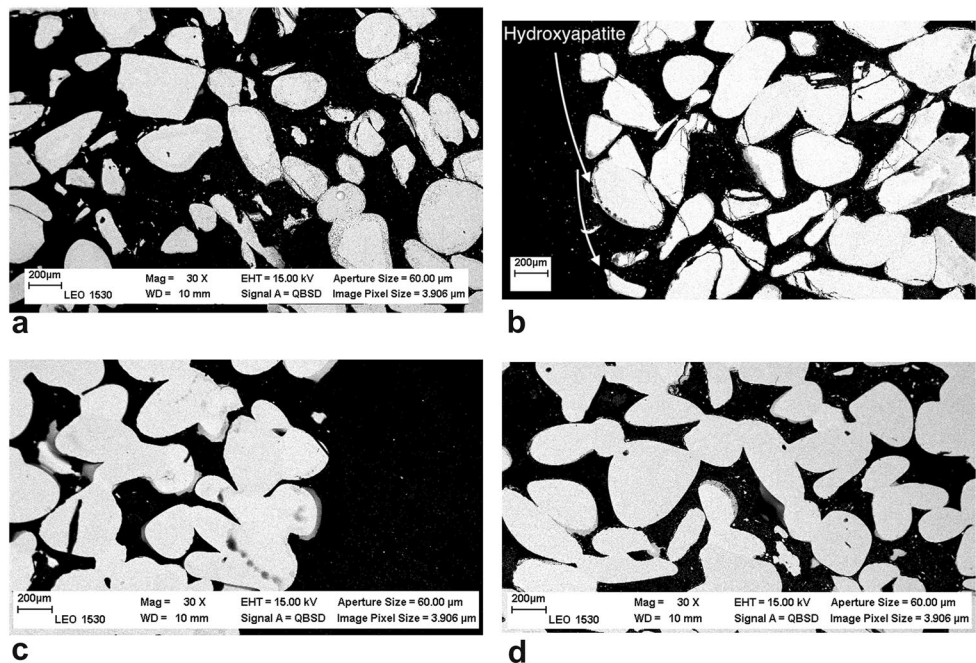 Hydroxyapatite
200µm
Mag = 30 X
EHT = 15.00 kV
Aperture Size = 60.00 µm
LEO 1530
WD = 10 mm
Signal A = QBSD
Image Pixel Size = 3.906 µm
a
200µm
b
200µm
Mag = 30 X
EHT = 15.00 kV
Aperture Size = 60.00 µm
LEO 1530
WD = 10 mm
Signal A = QBSD
Image Pixel Size = 3.906 µm
c
200µm
Mag = 30 X
EHT = 15.00 kV
Aperture Size = 60.00 µm
LEO 1530
WD = 10 mm
Signal A = QBSD
Image Pixel Size = 3.906 µm
d